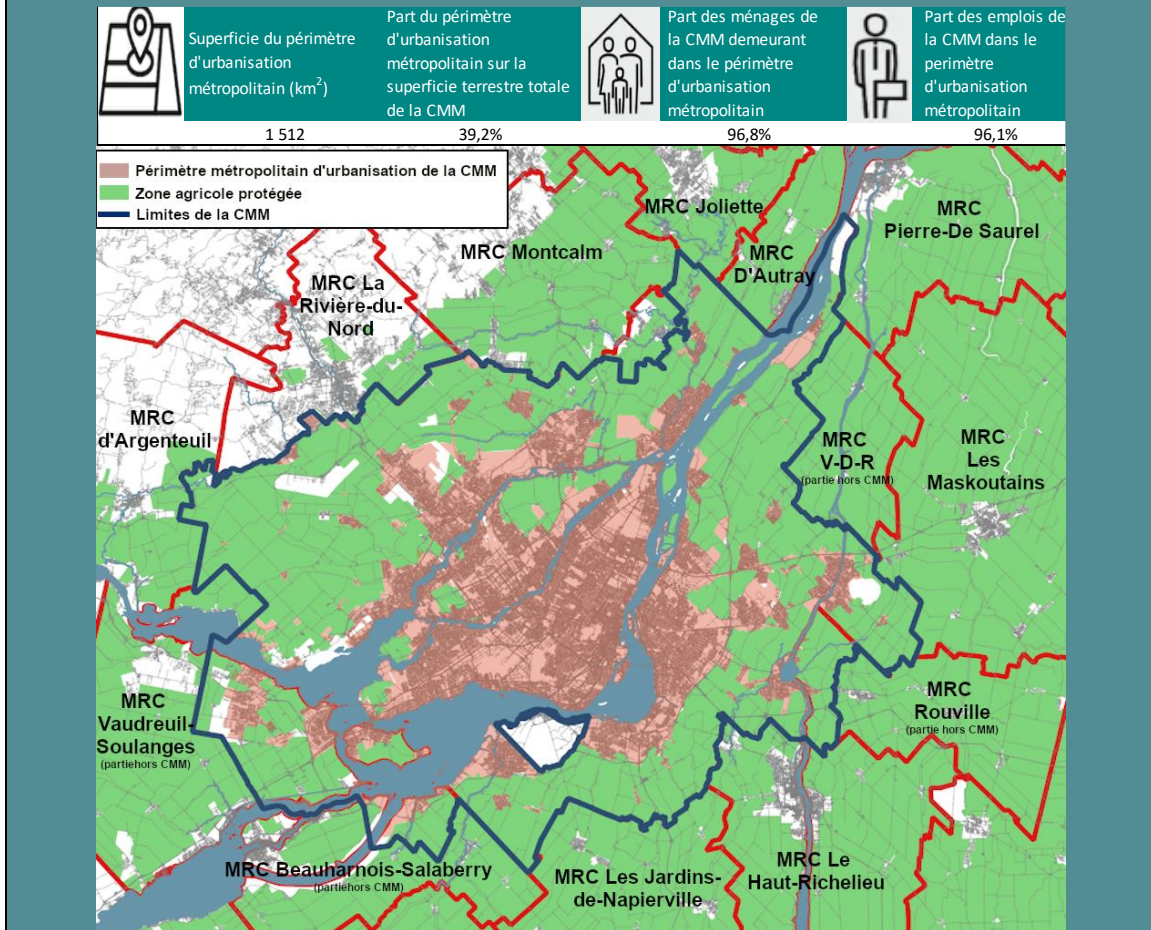 Superficie du périmètre
d'urbanisation
métropolitain (km²)
Part du périmètre
d'urbanisation
métropolitain sur la
superficie terrestre totale
de la CMM
Part des ménages de
la CMM demeurant
dans le périmètre
d'urbanisation
métropolitain
Part des emplois de
la CMM dans le
perimètre
d'urbanisation
métropolitain
1 512
39,2%
96,8%
96,1%
Périmètre métropolitain d'urbanisation de la CMM
Zone agricole protégée
Limites de la CMM
MRC Joliette
MRC
Pierre-De Saurel
MRC Montcalm
MRC
D'Autray
MRC La
Rivière-du-
Nord
MRC
d'Argenteuil
MRC
V-D-R
(partie hors CMM)
MRC
Les
Maskoutains
MRC
Vaudreuil-
Soulanges
(partiehors CMM)
MRC
Rouville
(partie hors CMM)
MRC Beauharnois-Salaberry
(partiehors CMM)
MRC Les Jardins-
de-Napierville
MRC Le
Haut-Richelieu